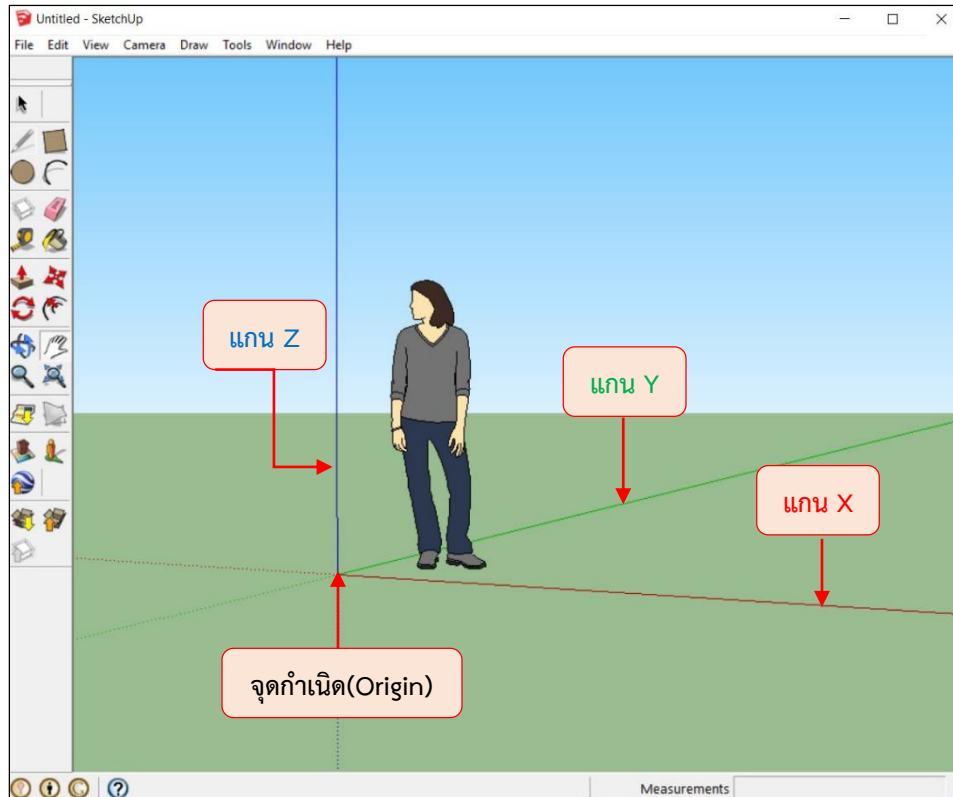 Untitled - SketchUp
File Edit View Camera Draw Tools Window Help
แกน Z
แกน Y
แกน X
จุดกำเนิด(Origin)
Measurements